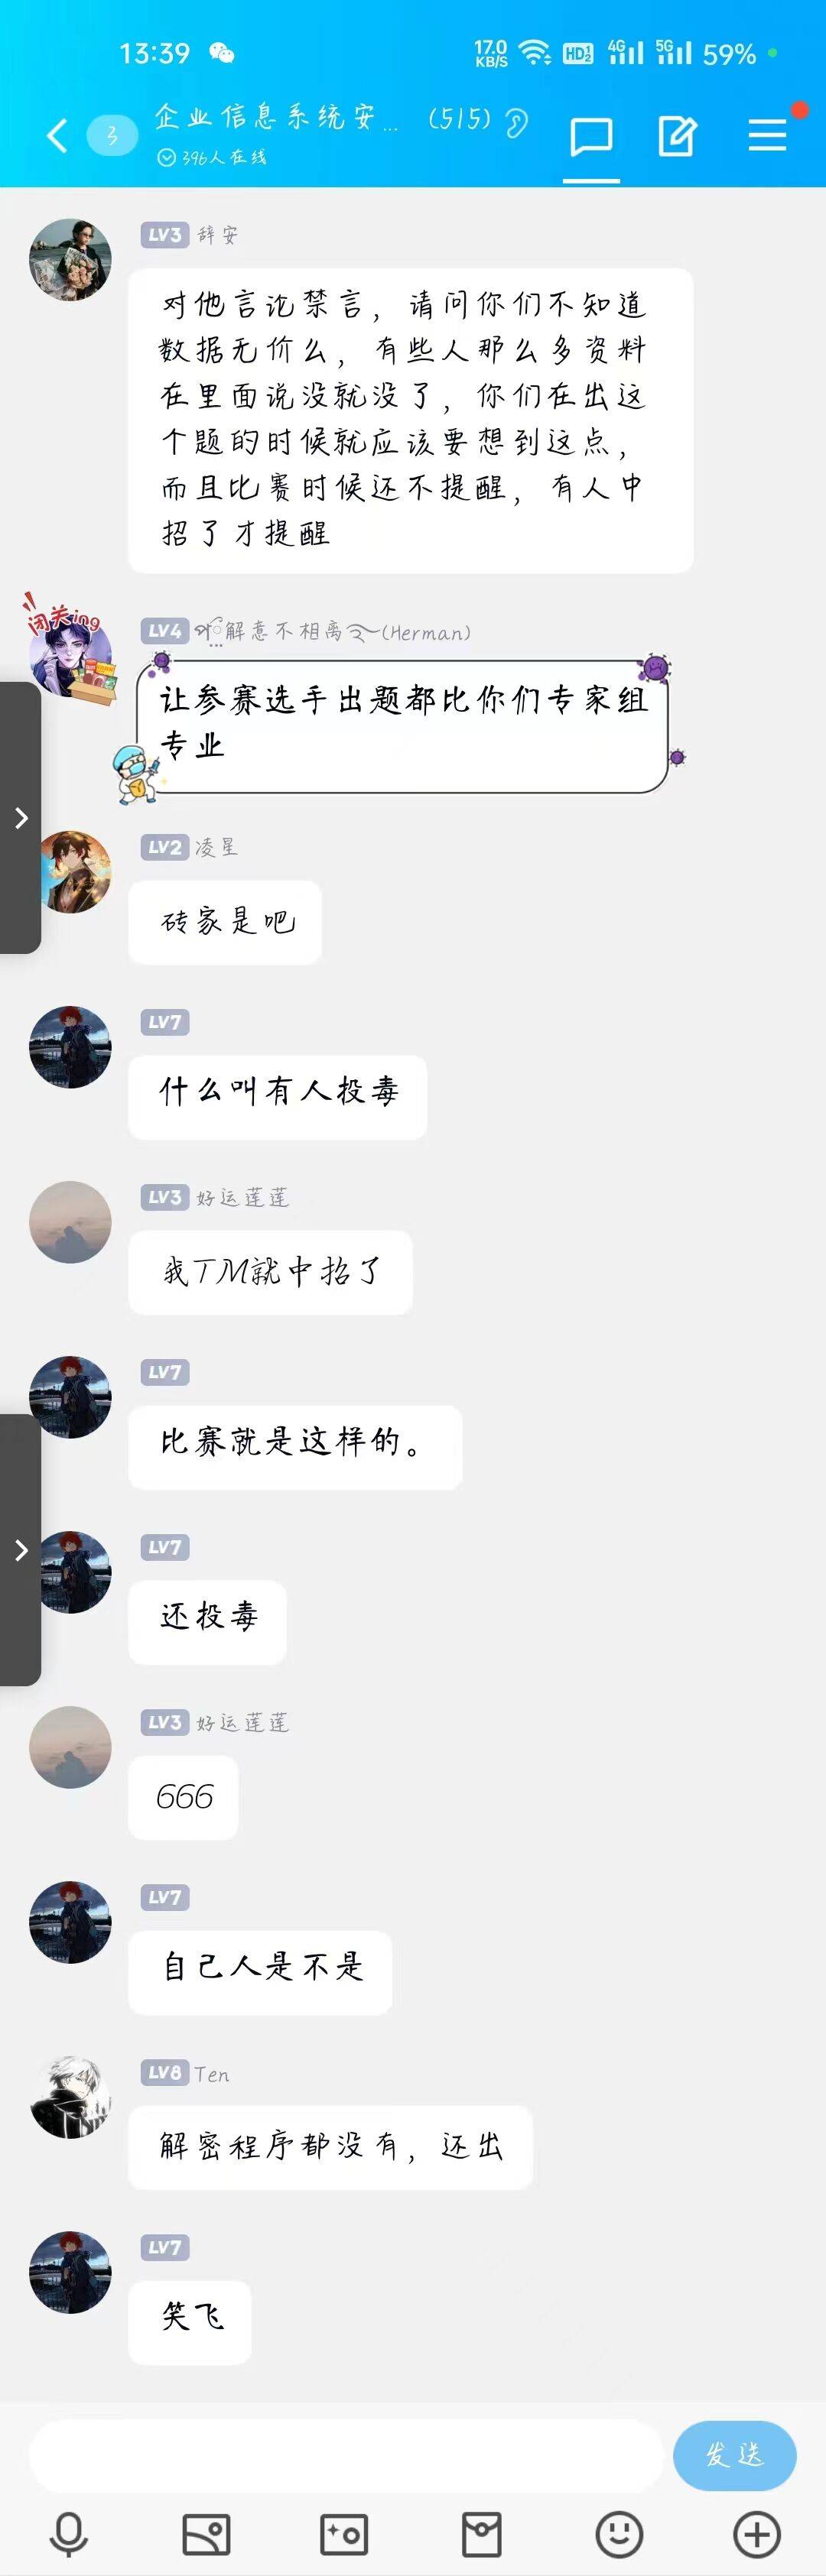 13:39
17.0
KB/S
HD
4G
5G
59%
3
企业信息系统安... (515)
396人在线
LV3 辞安
对他言论禁言，请问你们不知道
数据无价么，有些人那么多资料
在里面说没就没了，你们在出这
个题的时候就应该要想到这点，
而且比赛时候还不提醒，有人中
招了才提醒
闭关ing
LV4 解意不相离(Herman)
让参赛选手出题都比你们专家组
专业
LV2 凌星
砖家是吧
LV7
什么叫有人投毒
LV3 好运莲莲
我TM就中招了
LV7
比赛就是这样的。
LV7
还投毒
LV3 好运莲莲
666
LV7
自己人是不是
LV8 Ten
解密程序都没有，还出
LV7
笑飞
发送